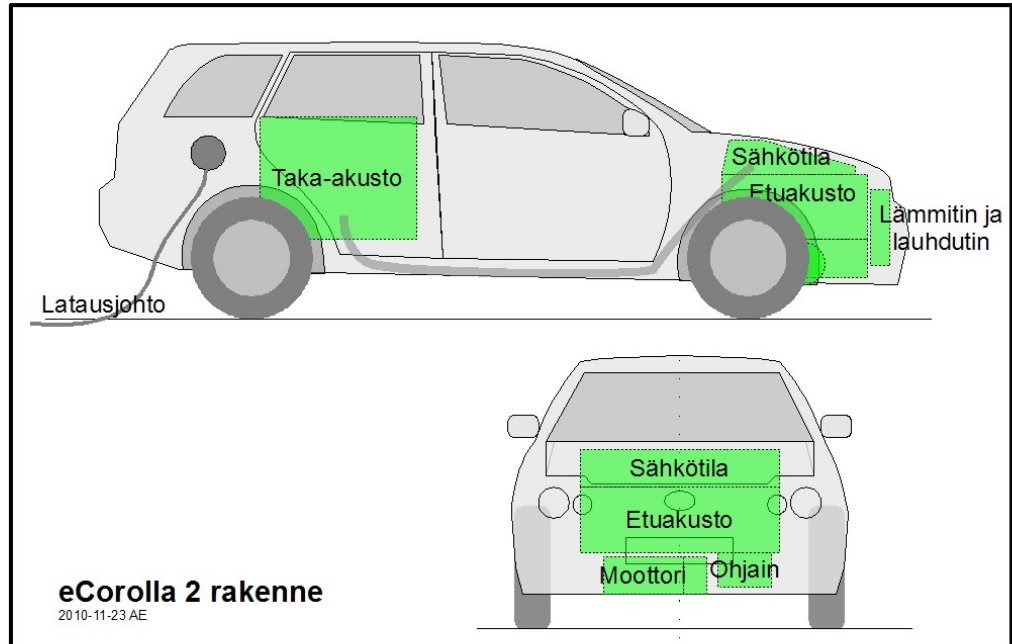 Sähkötila
Etuakusto
Taka-akusto
Lämmitin ja
lauhdutin
Latausjohto
Sähkötila
Etuakusto
Moottori
Ohjain
eCorolla 2 rakenne
2010-11-23 AE